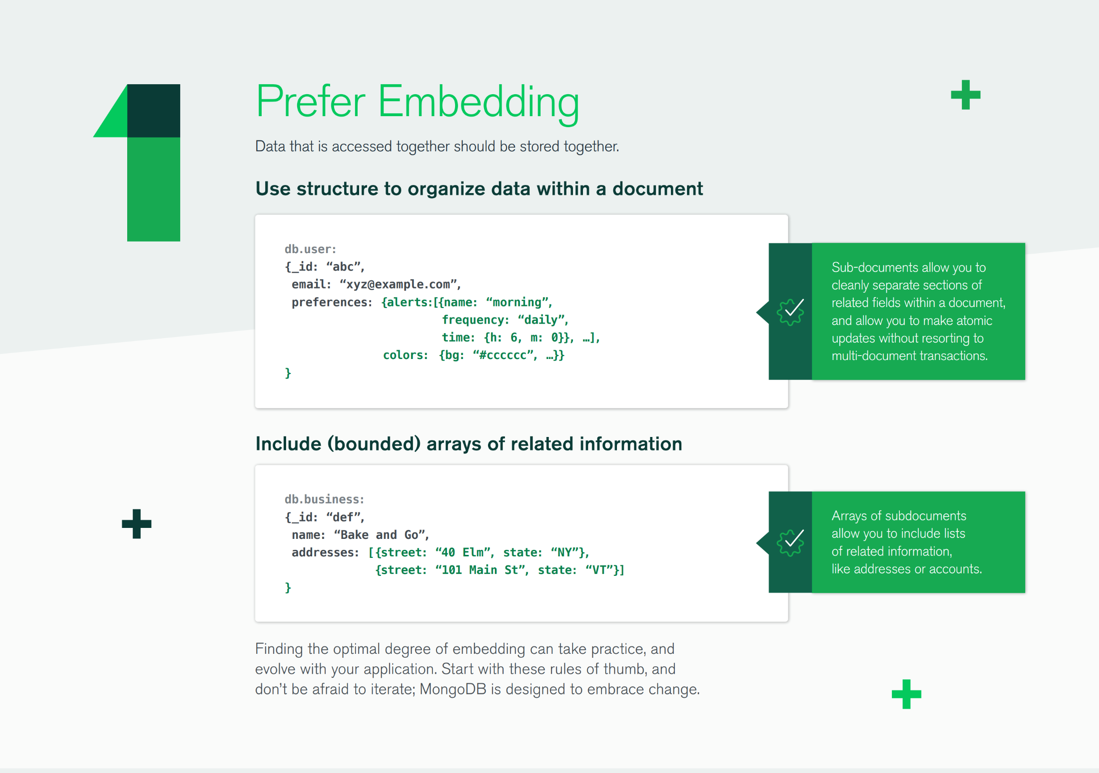 1
Prefer Embedding
Data that is accessed together should be stored together.
Use structure to organize data within a document
db.user:
{_id: “abc”,
email: “xyz@example.com”,
preferences: {alerts:[{name: “morning”,
frequency: “daily”,
time: {h: 6, m: 0}}, …],
colors: {bg: “#cccccc”, …}}
}
Sub-documents allow you to
cleanly separate sections of
related fields within a document,
and allow you to make atomic
updates without resorting to
multi-document transactions.
Include (bounded) arrays of related information
db.business:
{_id: “def”,
name: “Bake and Go”,
addresses: [{street: “40 Elm”, state: “NY”},
{street: “101 Main St”, state: “VT”}]
}
Arrays of subdocuments
allow you to include lists
of related information,
like addresses or accounts.
Finding the optimal degree of embedding can take practice, and
evolve with your application. Start with these rules of thumb, and
don’t be afraid to iterate; MongoDB is designed to embrace change.